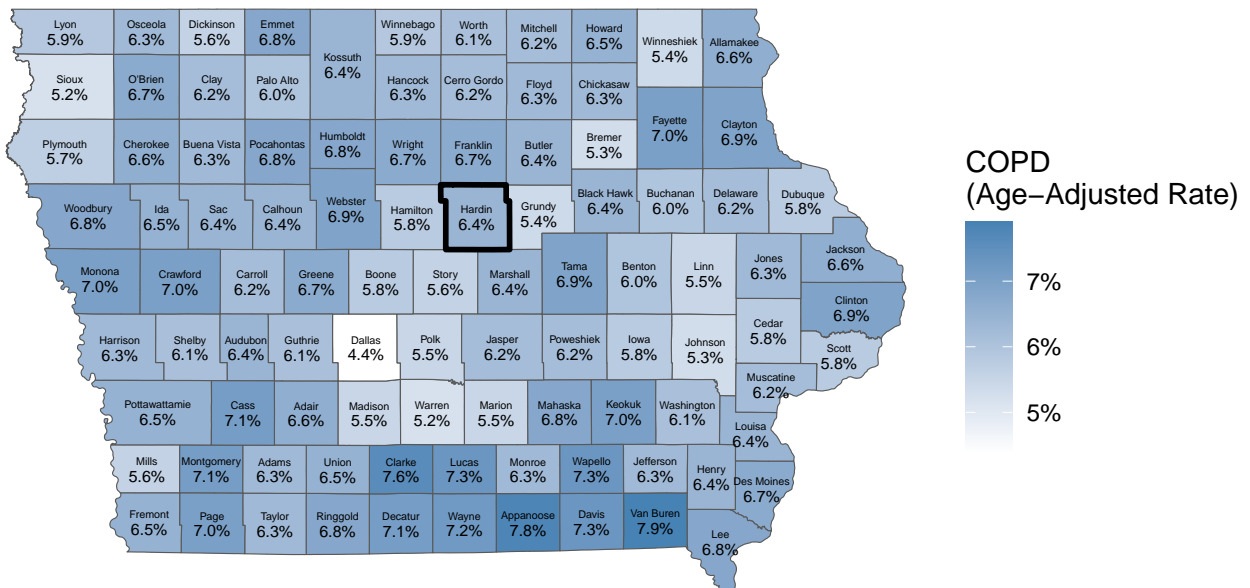 Lyon
5.9%
Osceola
6.3%
Dickinson
5.6%
Emmet
6.8%
Kossuth
6.4%
Winnebago
5.9%
Worth
6.1%
Mitchell
6.2%
Howard
6.5%
Winneshiek
5.4%
Allamakee
6.6%
Sioux
5.2%
O'Brien
6.7%
Clay
6.2%
Palo Alto
6.0%
Hancock
6.3%
Cerro Gordo
6.2%
Floyd
6.3%
Chickasaw
6.3%
Fayette
7.0%
Clayton
6.9%
Plymouth
5.7%
Cherokee
6.6%
Buena Vista
6.3%
Pocahontas
6.8%
Humboldt
6.8%
Wright
6.7%
Franklin
6.7%
Butler
6.4%
Bremer
5.3%
Woodbury
6.8%
Ida
6.5%
Sac
6.4%
Calhoun
6.4%
Webster
6.9%
Hamilton
5.8%
Hardin
6.4%
Grundy
5.4%
Black Hawk
6.4%
Buchanan
6.0%
Delaware
6.2%
Dubuque
5.8%
Monona
7.0%
Crawford
7.0%
Carroll
6.2%
Greene
6.7%
Boone
5.8%
Story
5.6%
Marshall
6.4%
Tama
6.9%
Benton
6.0%
Linn
5.5%
Jones
6.3%
Jackson
6.6%
Clinton
6.9%
Harrison
6.3%
Shelby
6.1%
Audubon
6.4%
Guthrie
6.1%
Dallas
4.4%
Polk
5.5%
Jasper
6.2%
Poweshiek
6.2%
Iowa
5.8%
Johnson
5.3%
Cedar
5.8%
Scott
5.8%
Muscatine
6.2%
Pottawattamie
6.5%
Cass
7.1%
Adair
6.6%
Madison
5.5%
Warren
5.2%
Marion
5.5%
Mahaska
6.8%
Keokuk
7.0%
Washington
6.1%
Louisa
6.4%
Mills
5.6%
Montgomery
7.1%
Adams
6.3%
Union
6.5%
Clarke
7.6%
Lucas
7.3%
Monroe
6.3%
Wapello
7.3%
Jefferson
6.3%
Henry
6.4%
Des Moines
6.7%
Fremont
6.5%
Page
7.0%
Taylor
6.3%
Ringgold
6.8%
Decatur
7.1%
Wayne
7.2%
Appanoose
7.8%
Davis
7.3%
Van Buren
7.9%
Lee
6.8%
COPD
(Age−Adjusted Rate)
7%
6%
5%